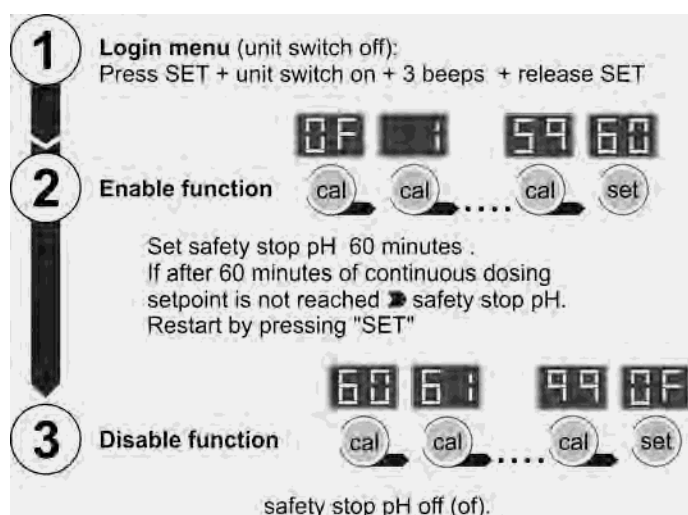 1 Login menu (unit switch off):
Press SET + unit switch on + 3 beeps + release SET
OF 1 59 60
2 Enable function cal cal .... cal set
Set safety stop pH 60 minutes .
If after 60 minutes of continuous dosing
setpoint is not reached safety stop pH.
Restart by pressing "SET"
60 61 99 OF
3 Disable function cal cal .... cal set
safety stop pH off (of).